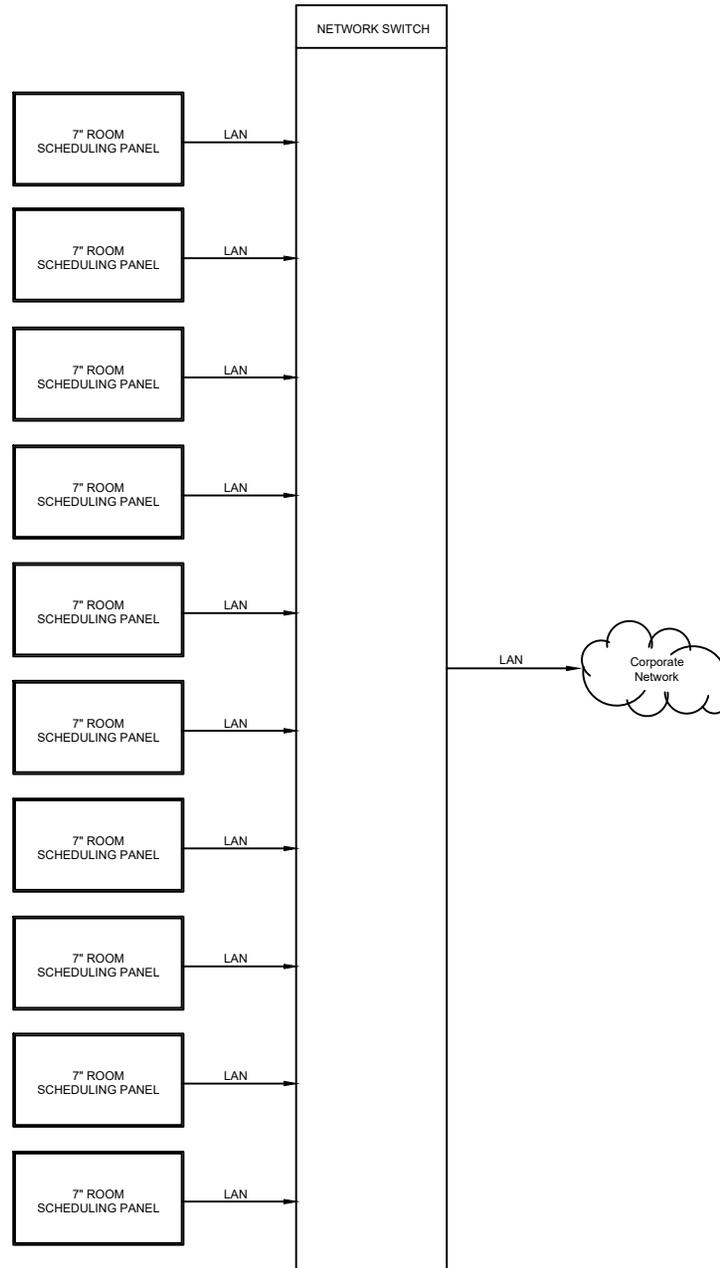 NETWORK SWITCH
7" ROOM
SCHEDULING PANEL
LAN
7" ROOM
SCHEDULING PANEL
LAN
7" ROOM
SCHEDULING PANEL
LAN
7" ROOM
SCHEDULING PANEL
LAN
7" ROOM
SCHEDULING PANEL
LAN
LAN
Corporate
Network
7" ROOM
SCHEDULING PANEL
LAN
7" ROOM
SCHEDULING PANEL
LAN
7" ROOM
SCHEDULING PANEL
LAN
7" ROOM
SCHEDULING PANEL
LAN
7" ROOM
SCHEDULING PANEL
LAN